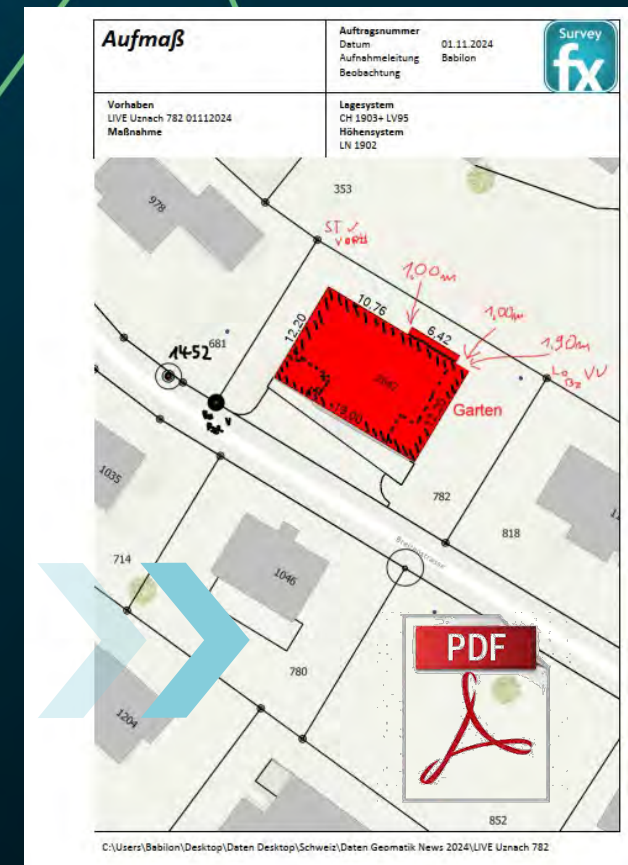 Aufmaß
Auftragsnummer
Datum 01.11.2024
Aufnahmeleitung Babilon
Beobachtung
Survey
fx
Vorhaben
LIVE Uznach 782 01112024
Maßnahme
Lagesystem
CH 1903+ LV95
Höhensystem
LN 1902
353
978
ST
1,00m
10.76
1,00m
6.42
12.20
1,90m
1452
681
VV
19.00
Garten
1035
782
818
Breitenstrasse
714
1046
780
PDF
1204
852
C:\Users\Babilon\Desktop\Daten Desktop\Schweiz\Daten Geomatik News 2024\LIVE Uznach 782